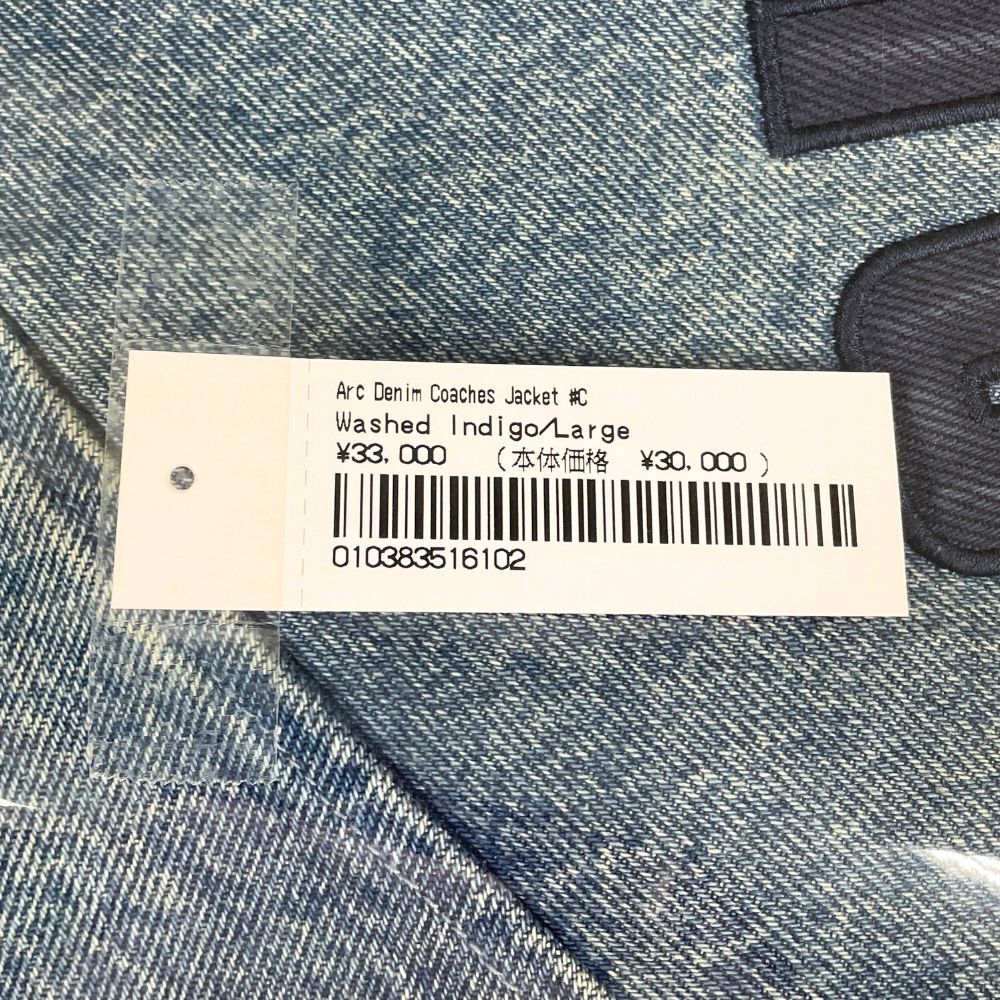 Arc Denim Coaches Jacket #C
Washed Indigo/Large
¥33,000 (本体価格 ¥30,000 )
010383516102